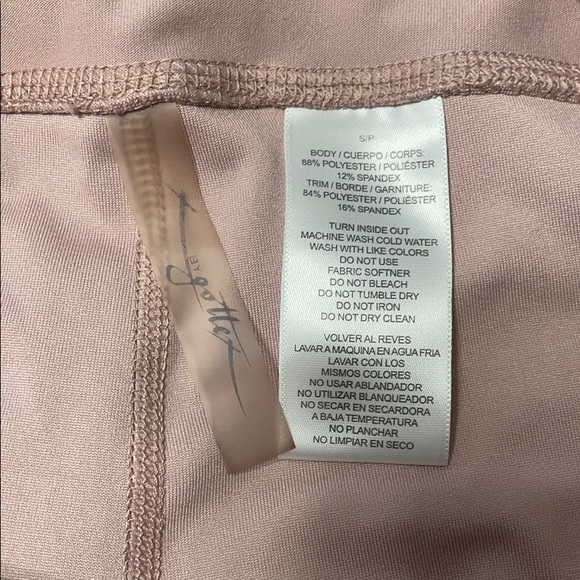 BY
gottex
S/P
BODY / CUERPO / CORPS:
88% POLYESTER / POLIÉSTER
12% SPANDEX
TRIM / BORDE / GARNITURE:
84% POLYESTER / POLIÉSTER
16% SPANDEX
TURN INSIDE OUT
MACHINE WASH COLD WATER
WASH WITH LIKE COLORS
DO NOT USE
FABRIC SOFTNER
DO NOT BLEACH
DO NOT TUMBLE DRY
DO NOT IRON
DO NOT DRY CLEAN
VOLVER AL REVES
LAVAR A MAQUINA EN AGUA FRIA
LAVAR CON LOS
MISMOS COLORES
NO USAR ABLANDADOR
NO UTILIZAR BLANQUEADOR
NO SECAR EN SECARDORA
A BAJA TEMPERATURA
NO PLANCHAR
NO LIMPIAR EN SECO